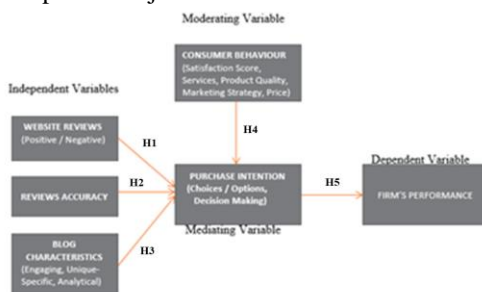 Moderating Variable
CONSUMER BEHAVIOUR
(Satisfaction Score,
Services, Product Quality,
Marketing Strategy, Price)
Independent Variables
WEBSITE REVIEWS
(Positive / Negative)
H1
H4
H2
REVIEWS ACCURACY
PURCHASE INTENTION
(Choices / Options,
Decision Making)
Mediating Variable
H5
Dependent Variable
FIRM'S PERFORMANCE
H3
BLOG
CHARACTERISTICS
(Engaging, Unique-
Specific, Analytical)